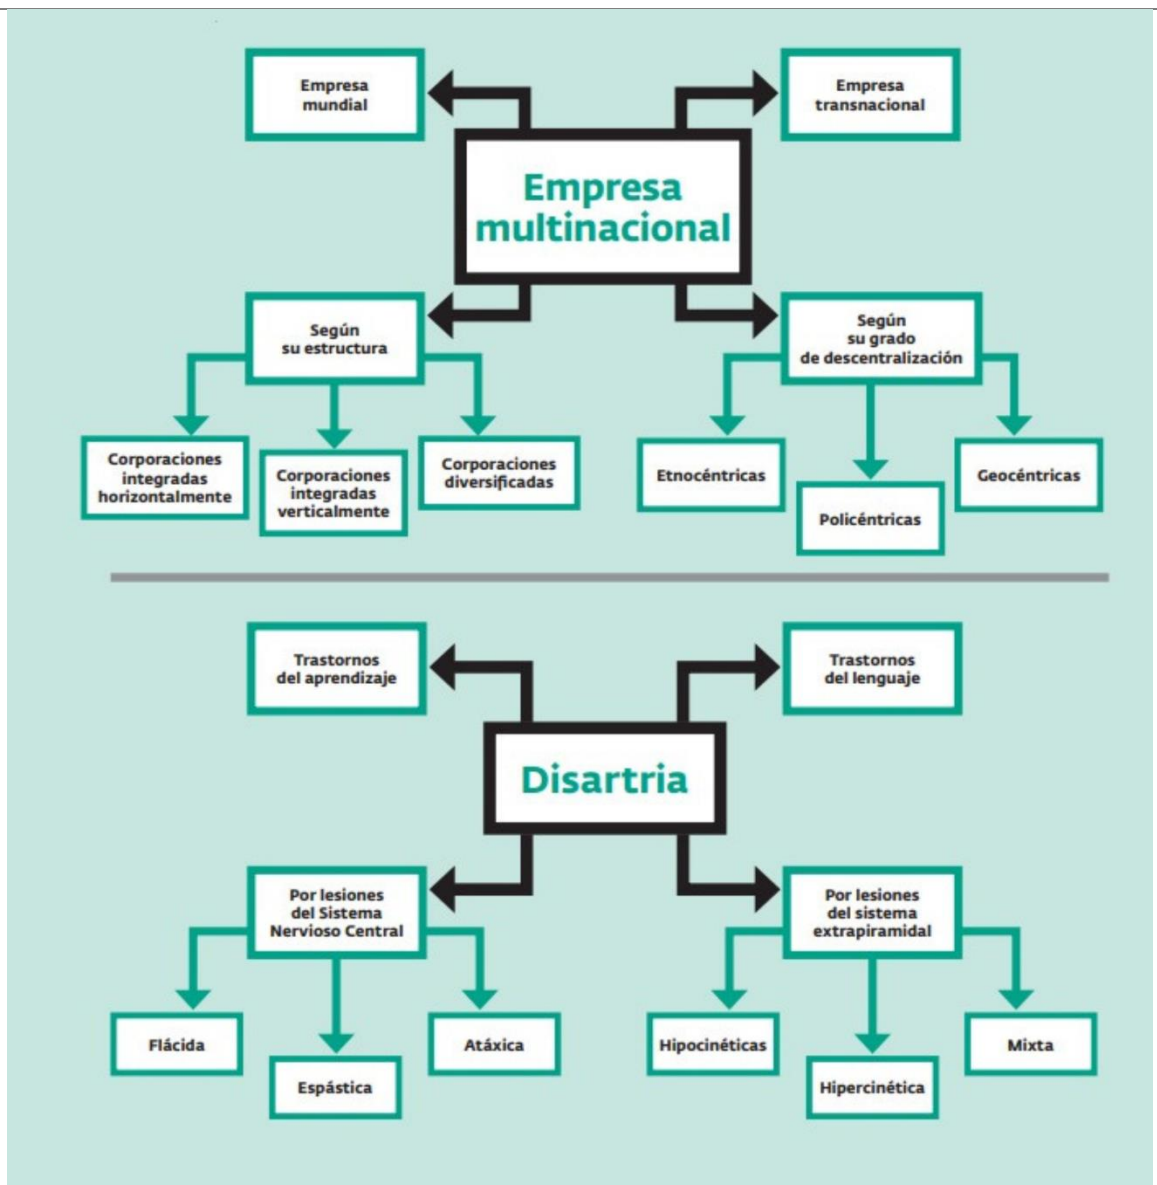 Empresa
mundial
Empresa
transnacional
Empresa
multinacional
Según
su estructura
Según
su grado
de descentralización
Corporaciones
integradas
horizontalmente
Corporaciones
integradas
verticalmente
Corporaciones
diversificadas
Etnocéntricas
Policéntricas
Geocéntricas
Trastornos
del aprendizaje
Trastornos
del lenguaje
Disartria
Por lesiones
del Sistema
Nervioso Central
Por lesiones
del sistema
extrapiramidal
Flácida
Espástica
Atáxica
Hipocinéticas
Hipercinética
Mixta